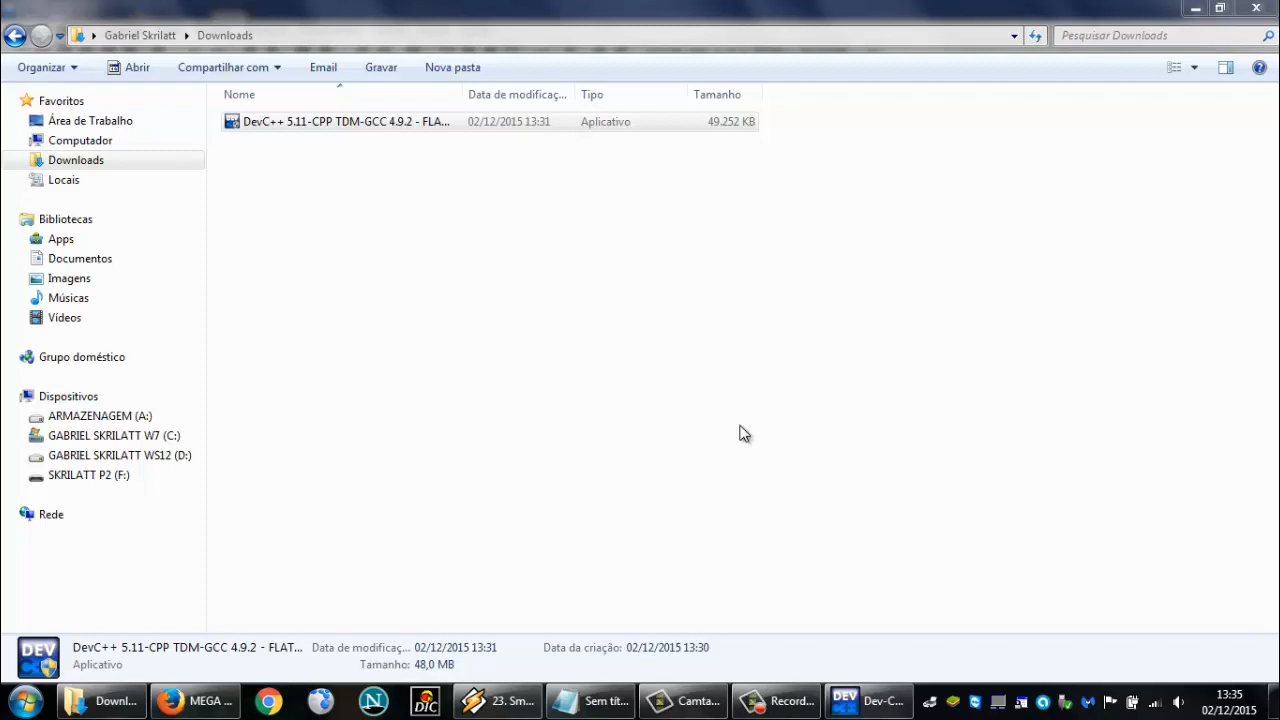 Gabriel Skrilatt Downloads Pesquisar Downloads
Organizar Abrir Compartilhar com Email Gravar Nova pasta
Nome Data de modificaç... Tipo Tamanho
DevC++ 5.11-CPP TDM-GCC 4.9.2 - FLA... 02/12/2015 13:31 Aplicativo 49.252 KB
Favoritos
Área de Trabalho
Computador
Downloads
Locais
Bibliotecas
Apps
Documentos
Imagens
Músicas
Vídeos
Grupo doméstico
Dispositivos
ARMAZENAGEM (A:)
GABRIEL SKRILATT W7 (C:)
GABRIEL SKRILATT WS12 (D:)
SKRILATT P2 (F:)
Rede
DEV DevC++ 5.11-CPP TDM-GCC 4.9.2 - FLAT... Data de modificaç... 02/12/2015 13:31 Data da criação: 02/12/2015 13:30
Aplicativo Tamanho: 48,0 MB
Downl... MEGA ... N DTC 23. Sm... Sem tít... Camta... Record... DEV Dev-C... 13:35
02/12/2015